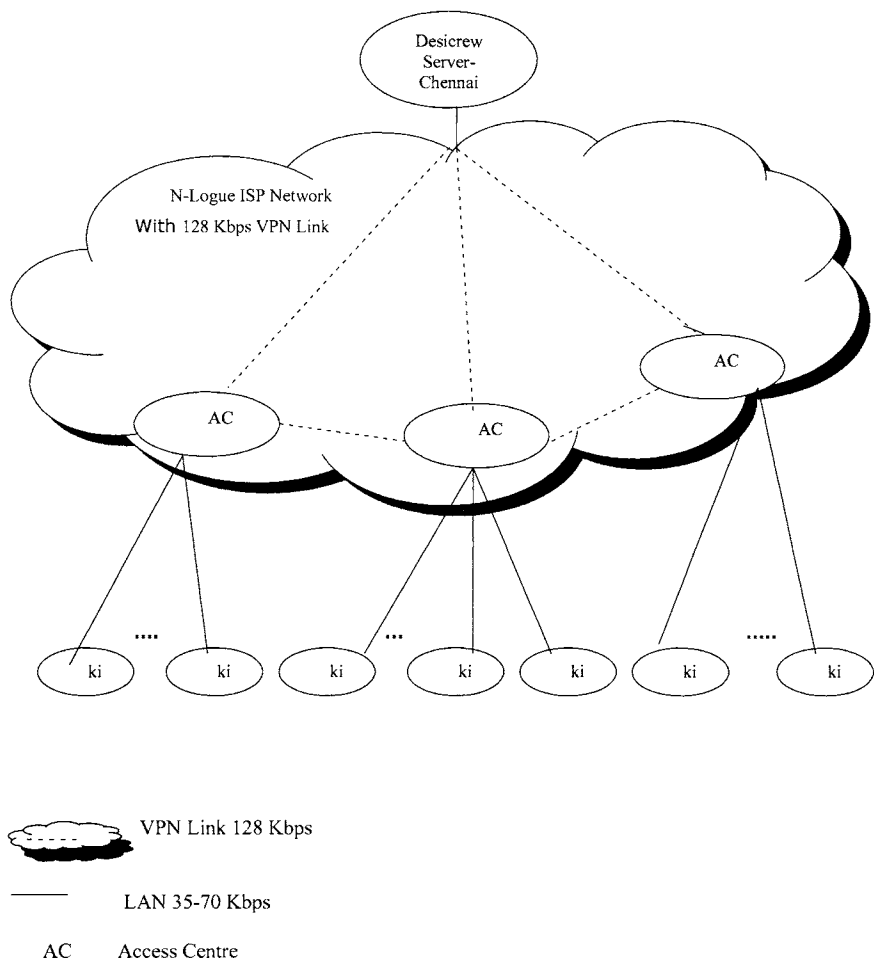 Desicrew
Server-
Chennai
N-Logue ISP Network
With 128 Kbps VPN Link
AC
AC
AC
....
...
.....
ki
ki
ki
ki
ki
ki
ki
VPN Link 128 Kbps
LAN 35-70 Kbps
AC Access Centre